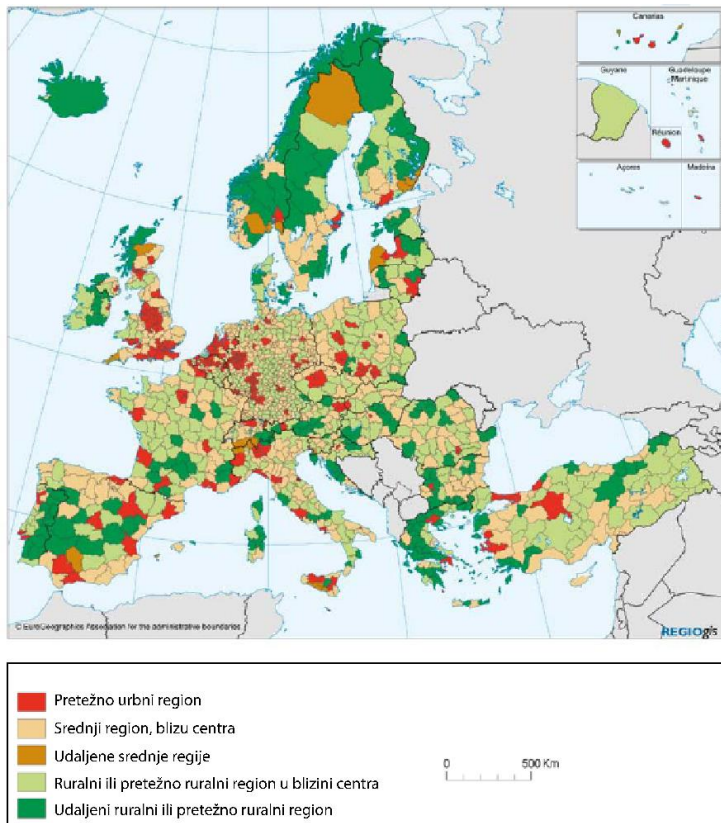 Canarias
Guyane
Guadeloupe
Martinique
Réunion
Açores
Madeira
© EuroGeographics Association for the administrative boundaries
REGIOgis
Pretežno urbni region
Srednji region, blizu centra
Udaljene srednje regije
Ruralni ili pretežno ruralni region u blizini centra
Udaljeni ruralni ili pretežno ruralni region
0 500 Km